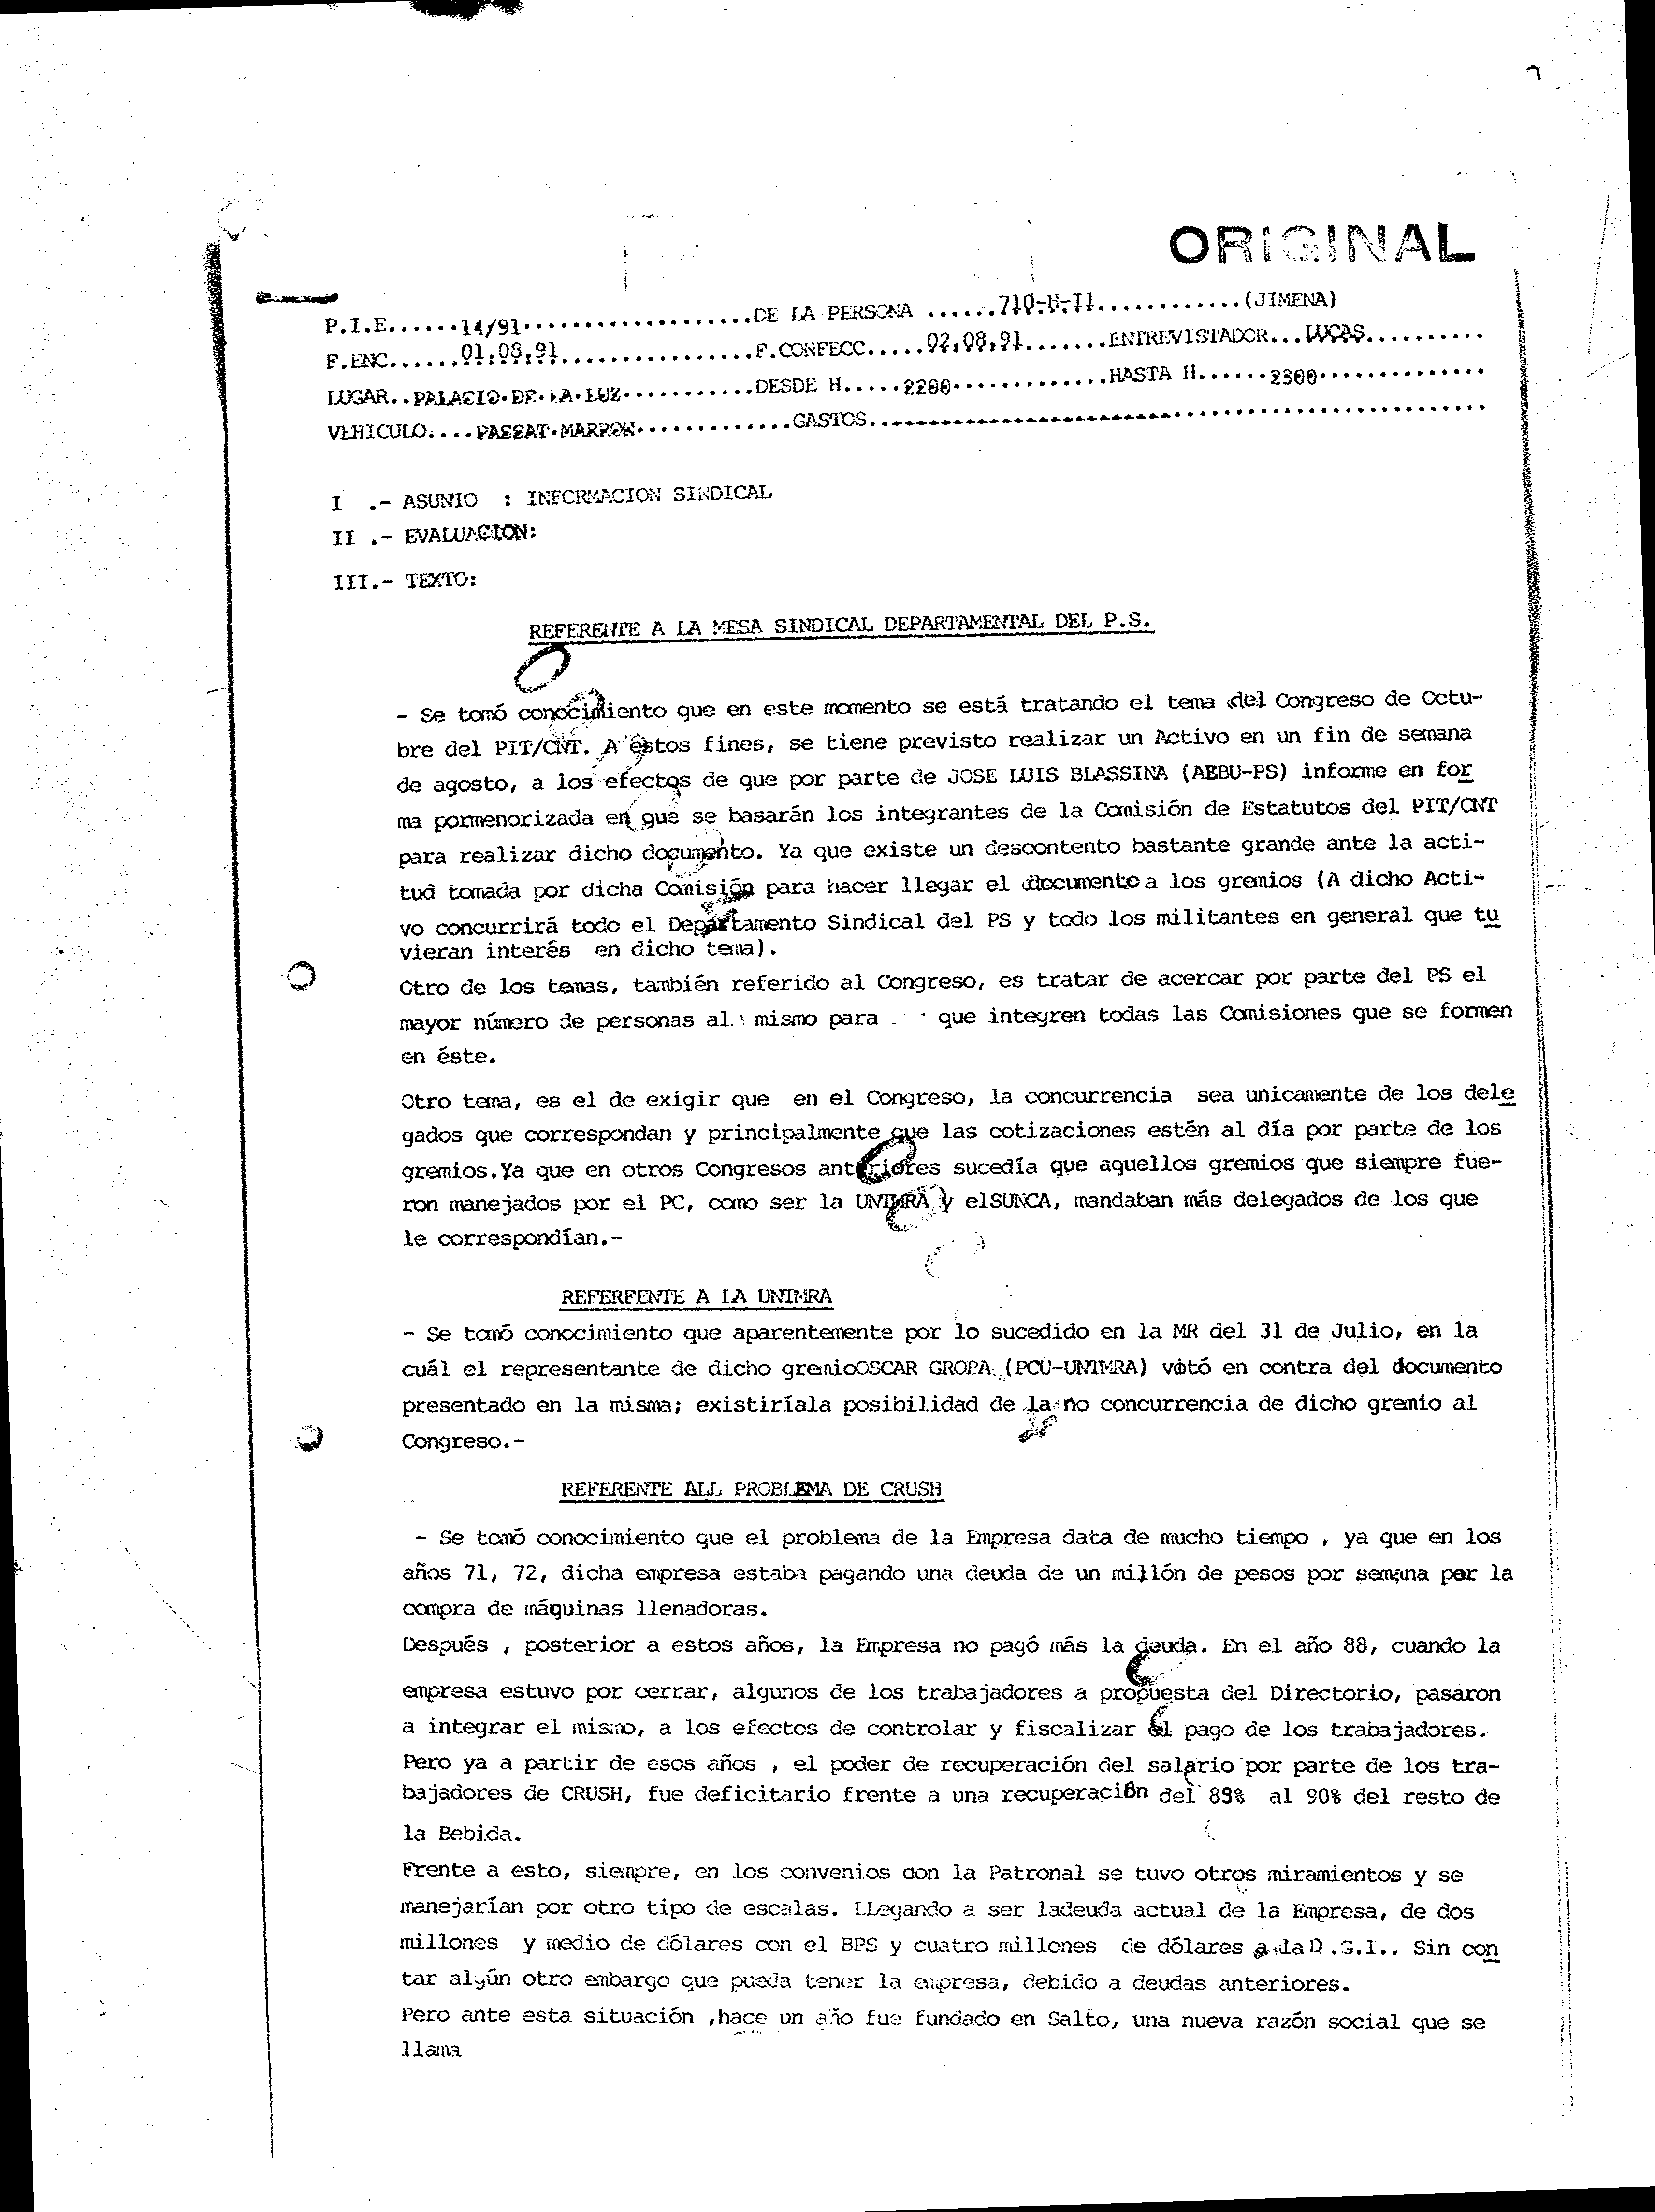 ORIGINAL
P.I.E......14/91...................DE LA PERSONA ......710-H-II............(JIMENA)
F.ENC......01.08.91................F.CONFECC.....02.08.91.......ENTREVISTADOR...LUCAS..........
LUGAR..PALACIO.DE.LA.LUZ...........DESDE H.....2200.............HASTA H......2300..............
VEHICULO....PASSAT.MARRON.............GASTOS..................................................
I .- ASUNTO : INFORMACION SINDICAL
II .- EVALUACION:
III.- TEXTO:
REFERENTE A LA MESA SINDICAL DEPARTAMENTAL DEL P.S.
- Se tomó conocimiento que en este momento se está tratando el tema del Congreso de Octu-
bre del PIT/CNT. A éstos fines, se tiene previsto realizar un Activo en un fin de semana
de agosto, a los efectos de que por parte de JOSE LUIS BLASSINA (AEBU-PS) informe en for
ma pormenorizada en que se basarán los integrantes de la Comisión de Estatutos del PIT/CNT
para realizar dicho documento. Ya que existe un descontento bastante grande ante la acti-
tud tomada por dicha Comisión para hacer llegar el documento a los gremios (A dicho Acti-
vo concurrirá todo el Departamento Sindical del PS y todo los militantes en general que tu
vieran interés en dicho tema).
Otro de los temas, también referido al Congreso, es tratar de acercar por parte del PS el
mayor número de personas al mismo para que integren todas las Comisiones que se formen
en éste.
Otro tema, es el de exigir que en el Congreso, la concurrencia sea unicamente de los dele
gados que correspondan y principalmente que las cotizaciones estén al día por parte de los
gremios.Ya que en otros Congresos anteriores sucedía que aquellos gremios que siempre fue-
ron manejados por el PC, como ser la UNTMRA y elSUNCA, mandaban más delegados de los que
le correspondían.-
REFERFENTE A LA UNTMRA
- Se tomó conocimiento que aparentemente por lo sucedido en la MR del 31 de Julio, en la
cuál el representante de dicho gremioOSCAR GROPA (PCU-UNTMRA) votó en contra del documento
presentado en la misma; existiríala posibilidad de la no concurrencia de dicho gremio al
Congreso.-
REFERENTE ALL PROBLEMA DE CRUSH
- Se tomó conocimiento que el problema de la Empresa data de mucho tiempo , ya que en los
años 71, 72, dicha empresa estaba pagando una deuda de un millón de pesos por semana por la
compra de máquinas llenadoras.
Después , posterior a estos años, la Empresa no pagó más la deuda. En el año 88, cuando la
empresa estuvo por cerrar, algunos de los trabajadores a propuesta del Directorio, pasaron
a integrar el mismo, a los efectos de controlar y fiscalizar el pago de los trabajadores.
Pero ya a partir de esos años , el poder de recuperación del salario por parte de los tra-
bajadores de CRUSH, fue deficitario frente a una recuperación del 89% al 90% del resto de
la Bebida.
Frente a esto, siempre, en los convenios con la Patronal se tuvo otros miramientos y se
manejarían por otro tipo de escalas. LLegando a ser ladeuda actual de la Empresa, de dos
millones y medio de dólares con el BPS y cuatro millones de dólares a la D.G.I.. Sin con
tar algún otro embargo que pueda tener la empresa, debido a deudas anteriores.
Pero ante esta situación ,hace un año fue fundado en Salto, una nueva razón social que se
llama